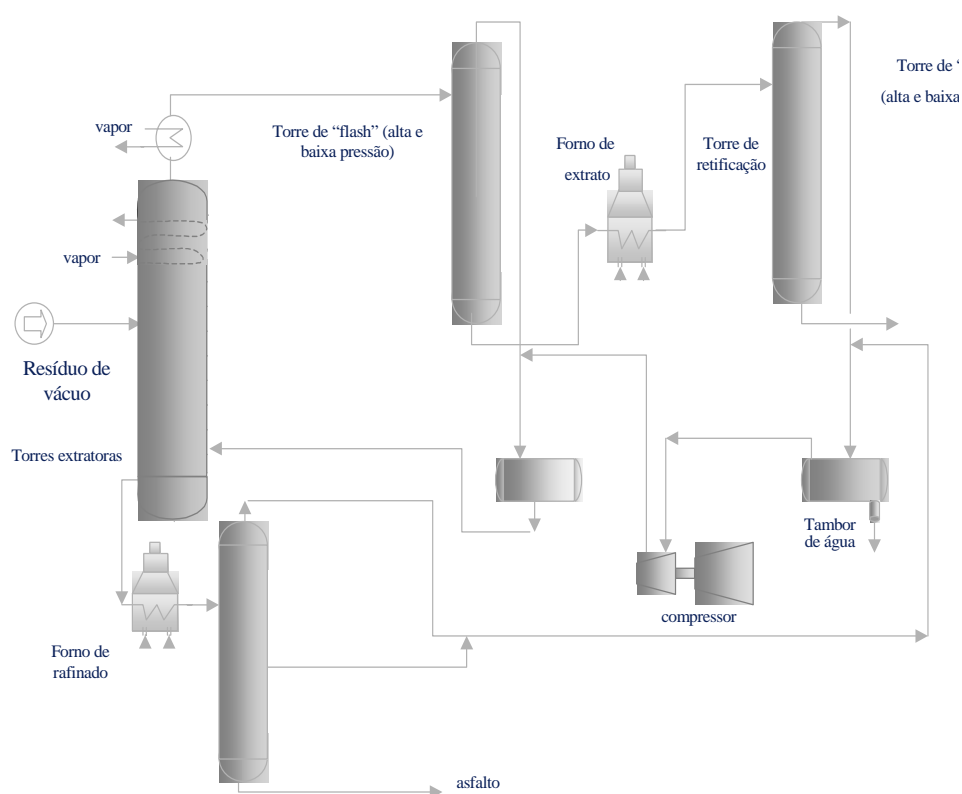 Torre de “
(alta e baixa
vapor
Torre de “flash” (alta e
baixa pressão)
Forno de
extrato
Torre de
retificação
vapor
Resíduo de
vácuo
Torres extratoras
Tambor
de água
compressor
Forno de
rafinado
asfalto